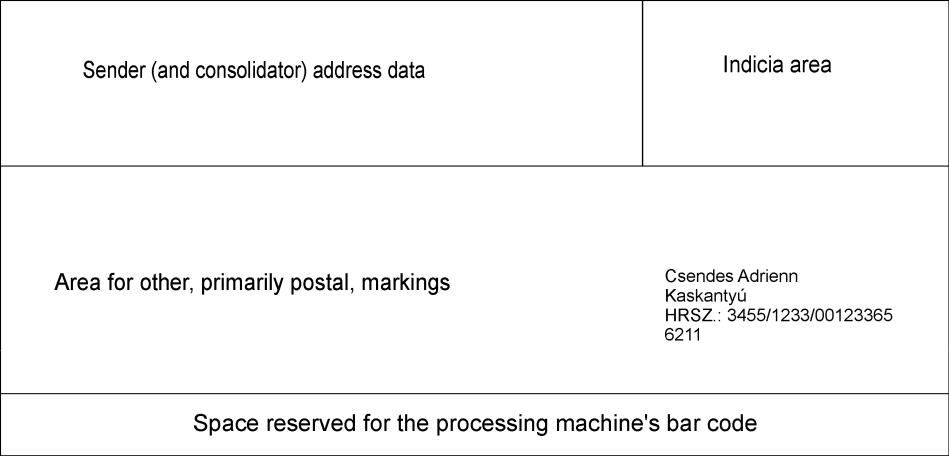 Sender (and consolidator) address data
Indicia area
Area for other, primarily postal, markings
Csendes Adrienn
Kaskantyú
HRSZ.: 3455/1233/00123365
6211
Space reserved for the processing machine's bar code